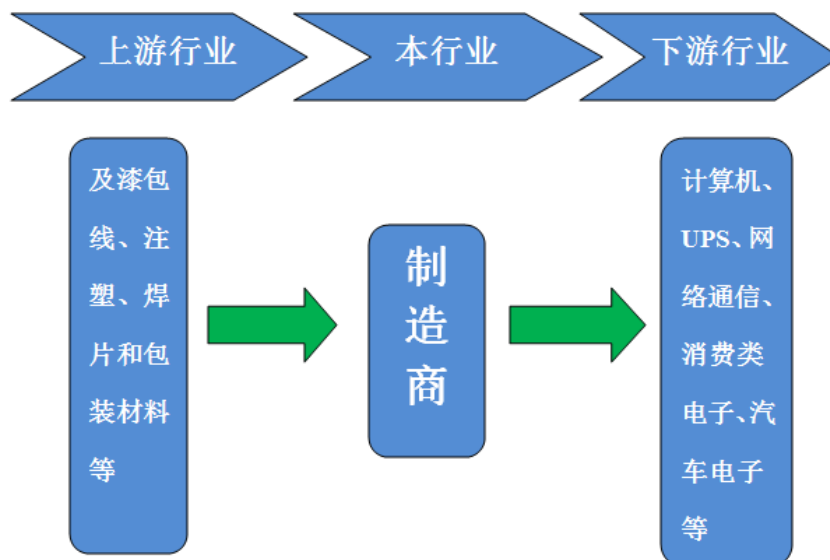 上游行业
本行业
下游行业
及漆包
线、注
塑、焊
片和包
装材料
等
制
造
商
计算机、
UPS、网
络通信、
消费类
电子、汽
车电子
等